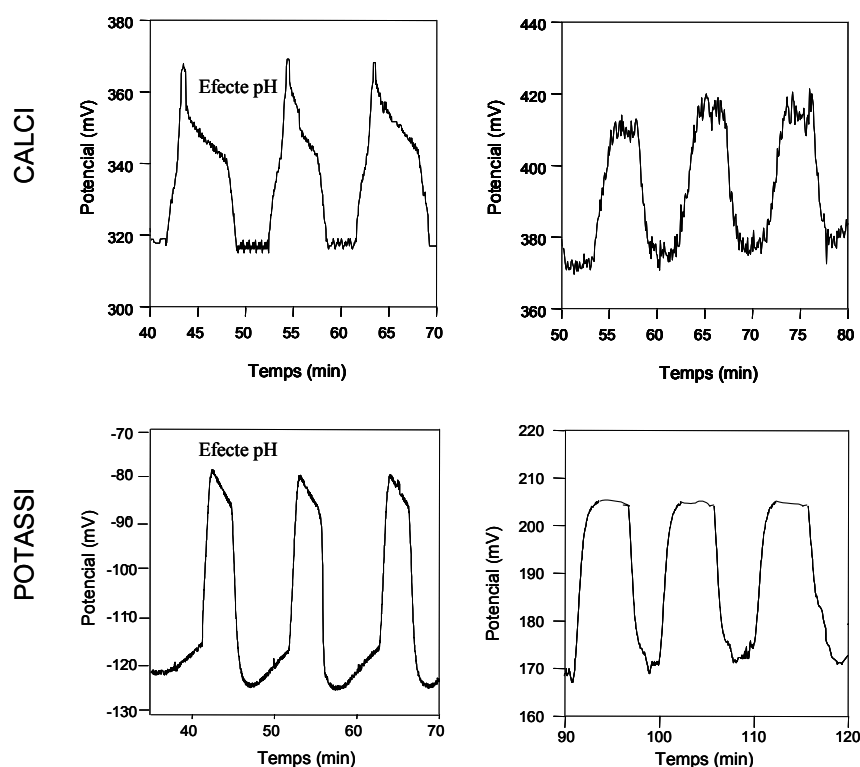 CALCI
380
360
340
320
300
Potencial (mV)
Efecte pH
40 45 50 55 60 65 70
Temps (min)
440
420
400
380
360
Potencial (mV)
50 55 60 65 70 75 80
Temps (min)
POTASSI
-70
-80
-90
-100
-110
-120
-130
Potencial (mV)
Efecte pH
40 50 60 70
Temps (min)
220
210
200
190
180
170
160
Potencial (mV)
90 100 110 120
Temps (min)